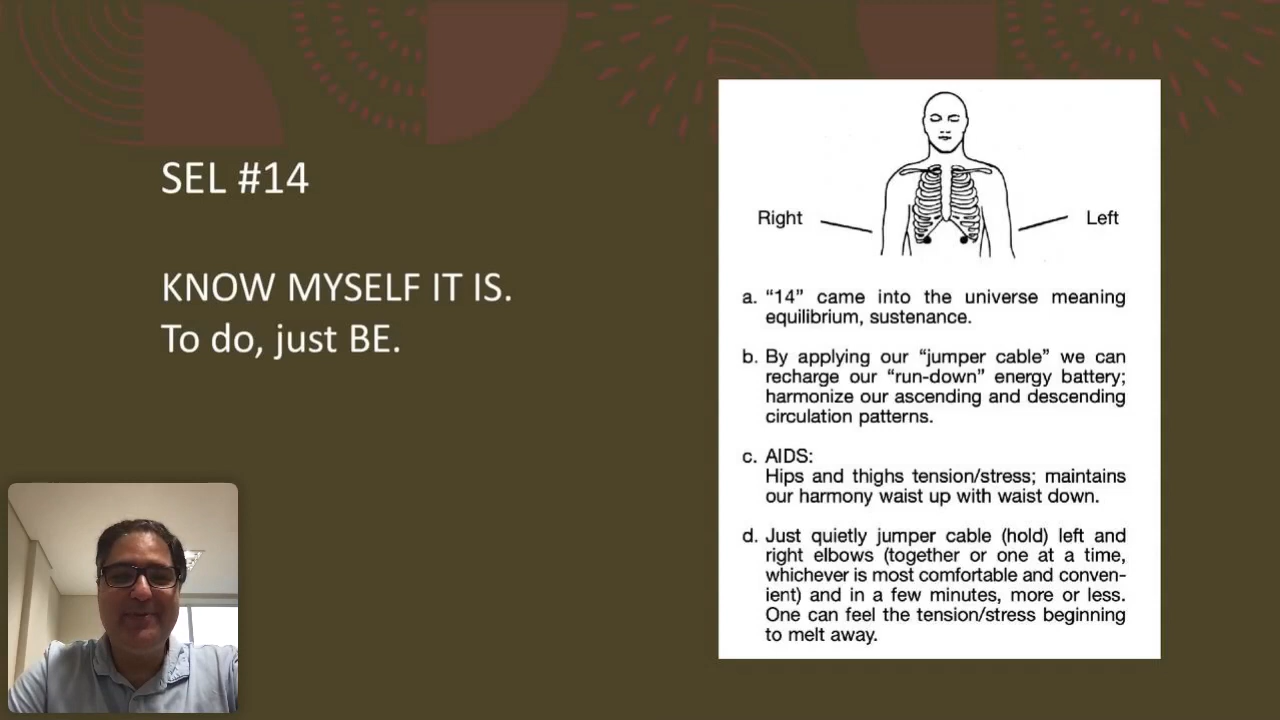 SEL #14
KNOW MYSELF IT IS.
To do, just BE.
Right
Left
a. “14” came into the universe meaning
equilibrium, sustenance.
b. By applying our “jumper cable” we can
recharge our “run-down” energy battery;
harmonize our ascending and descending
circulation patterns.
c. AIDS:
Hips and thighs tension/stress; maintains
our harmony waist up with waist down.
d. Just quietly jumper cable (hold) left and
right elbows (together or one at a time,
whichever is most comfortable and conven-
ient) and in a few minutes, more or less.
One can feel the tension/stress beginning
to melt away.